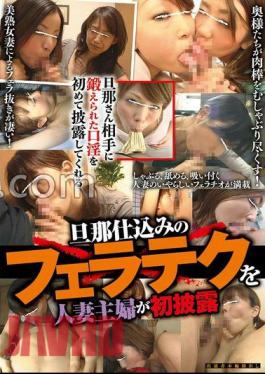 奥様たちが肉棒をむしゃぶり尽くす!
美熟女妻によるフェラ抜きが凄い!
旦那さん相手に
鍛えられた口淫を
初めて披露してくれる
しゃぶる、舐める、吸い付く
人妻のいやらしいフェラチオが満載
旦那仕込みの
フェラテクを
人妻主婦が初披露